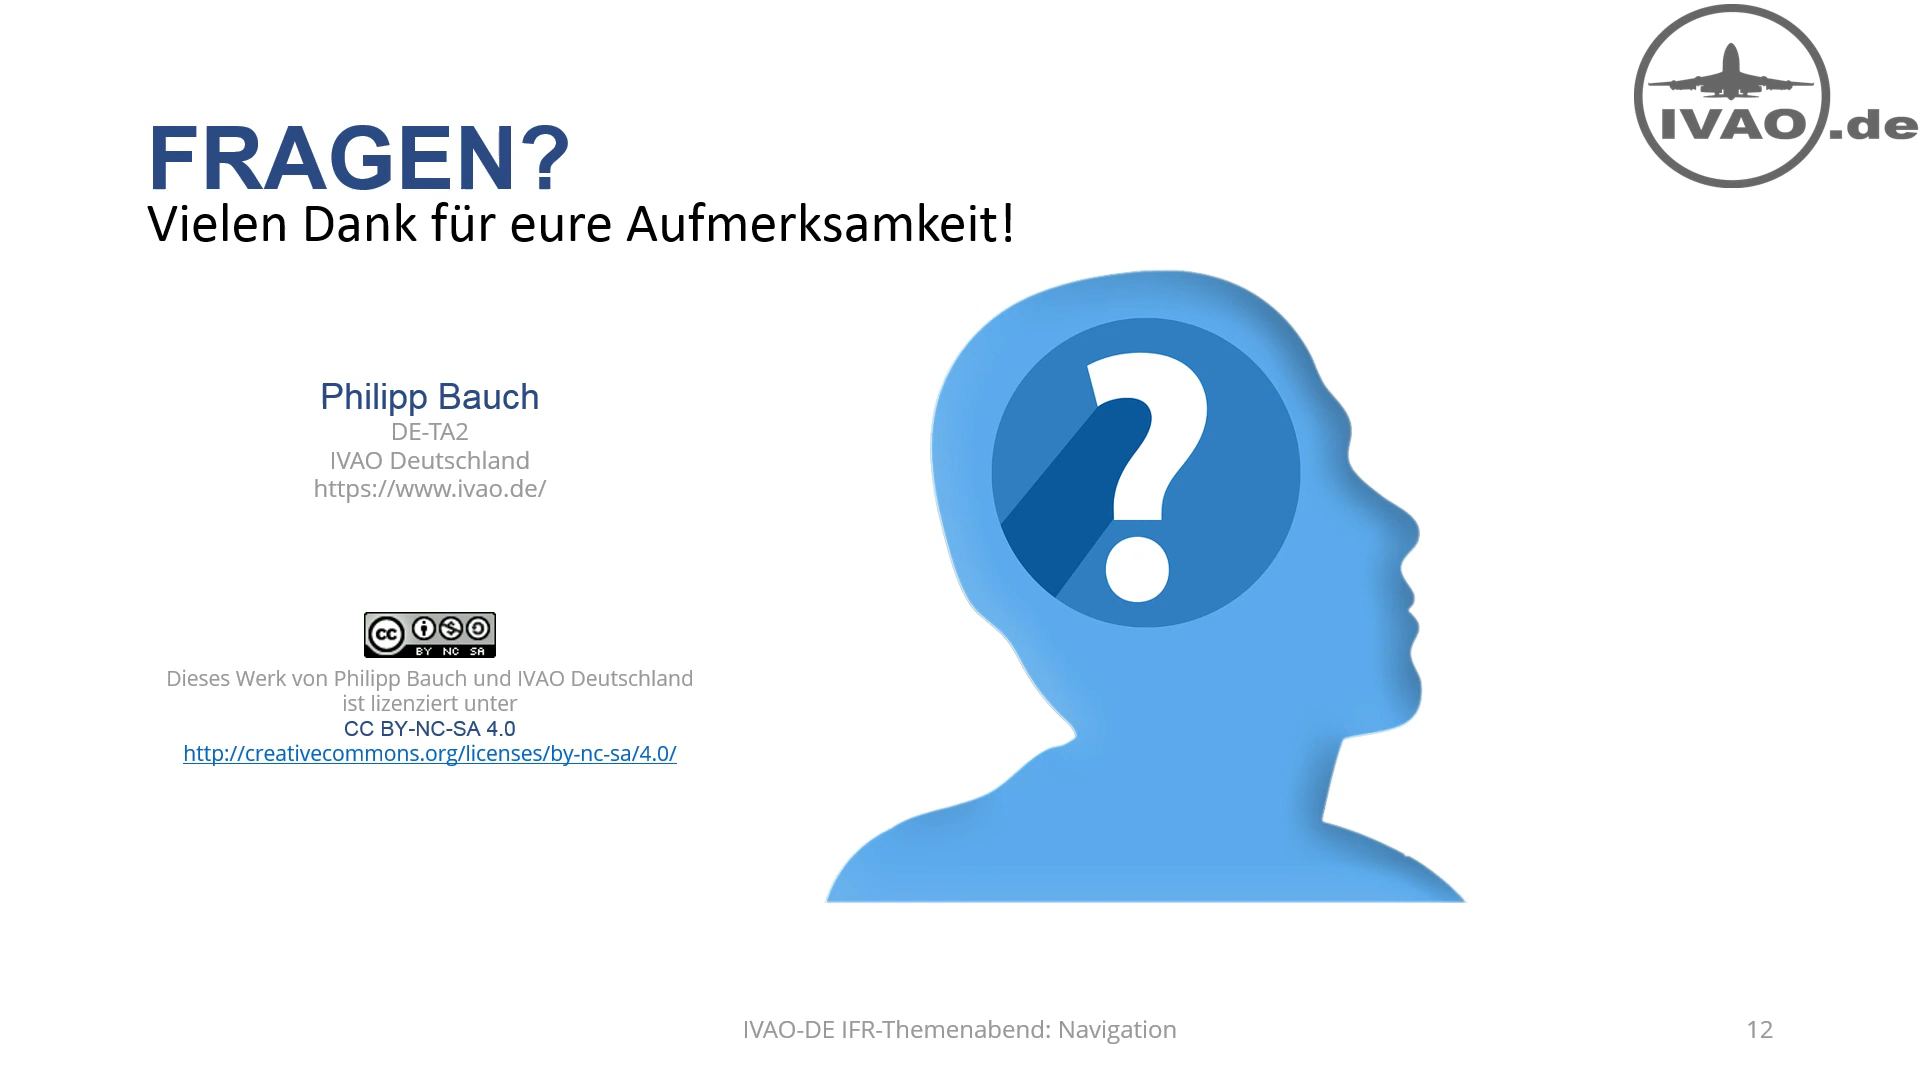 IVAO.de
FRAGEN?
Vielen Dank für eure Aufmerksamkeit!
Philipp Bauch
DE-TA2
IVAO Deutschland
https://www.ivao.de/
?
cc
BY NC SA
Dieses Werk von Philipp Bauch und IVAO Deutschland
ist lizenziert unter
CC BY-NC-SA 4.0
http://creativecommons.org/licenses/by-nc-sa/4.0/
IVAO-DE IFR-Themenabend: Navigation
12